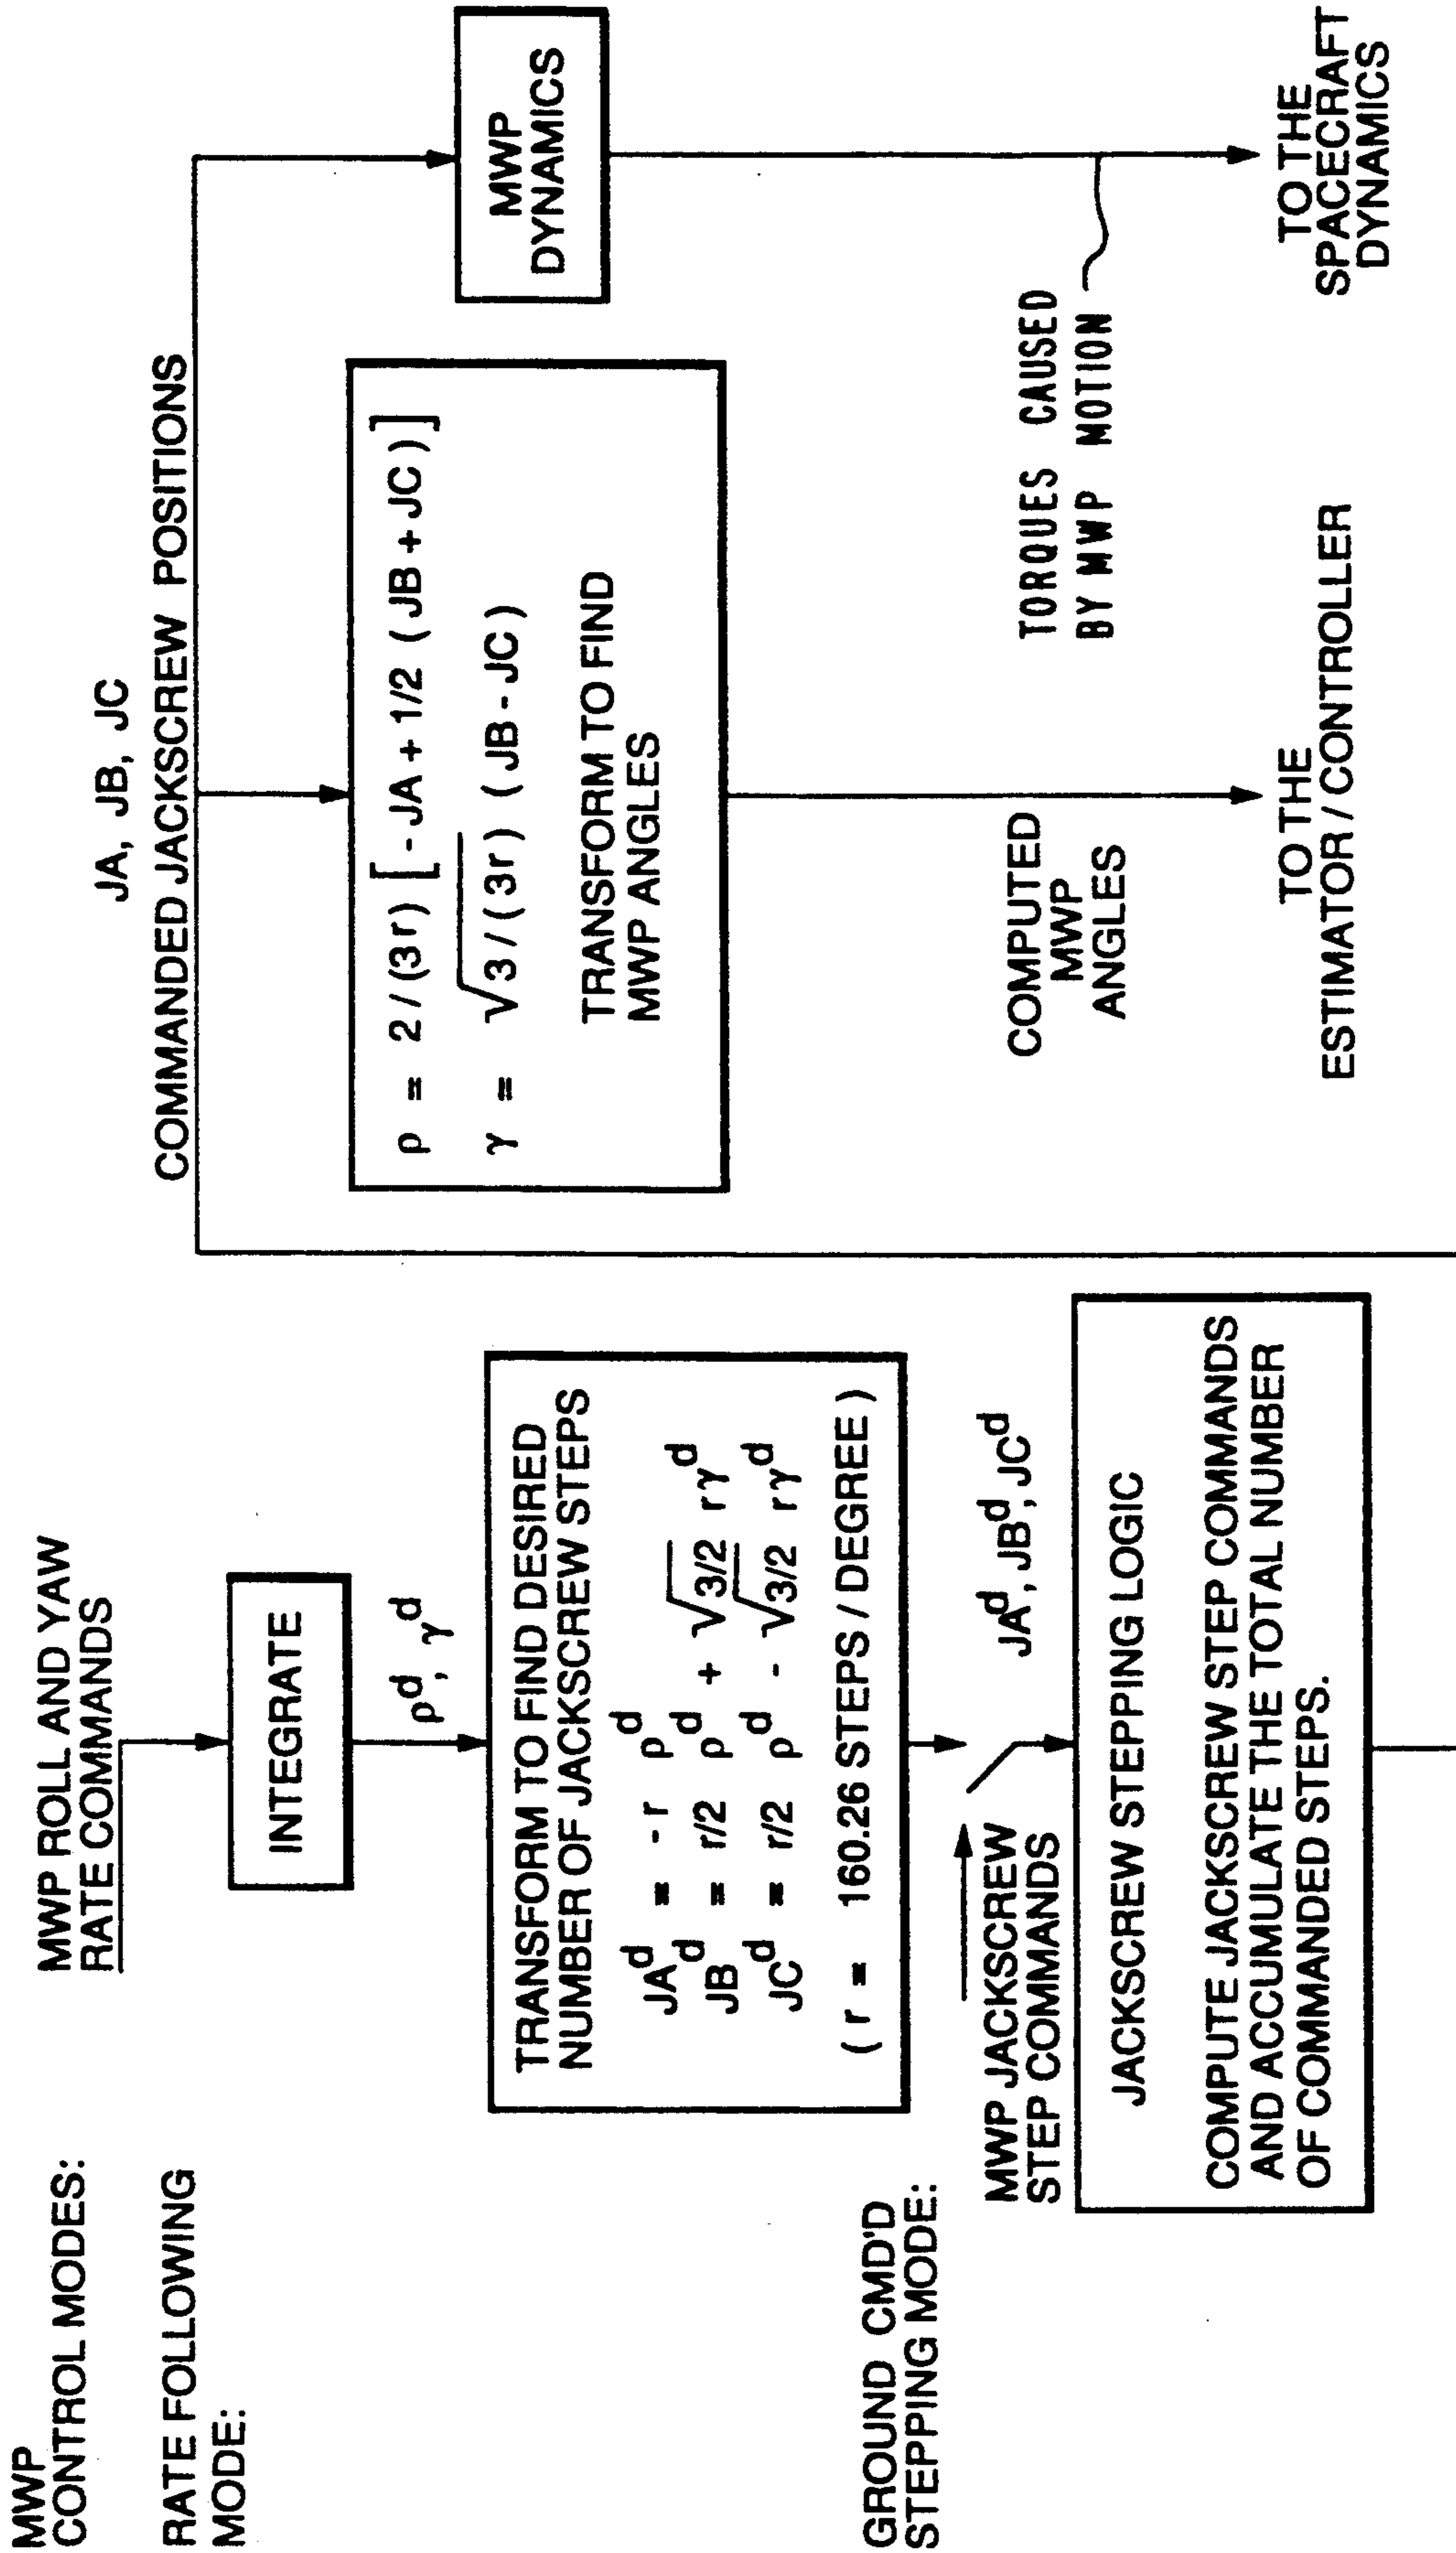 MWP
CONTROL MODES:
RATE FOLLOWING
MODE:
MWP ROLL AND YAW
RATE COMMANDS
INTEGRATE
ρᵈ, γᵈ
TRANSFORM TO FIND DESIRED
NUMBER OF JACKSCREW STEPS
JAᵈ = - r ρᵈ
JBᵈ = r/2 ρᵈ + √3/2 rγᵈ
JCᵈ = r/2 ρᵈ - √3/2 rγᵈ
( r = 160.26 STEPS / DEGREE )
GROUND CMD'D
STEPPING MODE:
MWP JACKSCREW
STEP COMMANDS
JAᵈ, JBᵈ, JCᵈ
JACKSCREW STEPPING LOGIC
COMPUTE JACKSCREW STEP COMMANDS
AND ACCUMULATE THE TOTAL NUMBER
OF COMMANDED STEPS.
JA, JB, JC
COMMANDED JACKSCREW POSITIONS
ρ = 2 / (3r) [ - JA + 1/2 ( JB + JC ) ]
γ = √3 / (3r) ( JB - JC )
TRANSFORM TO FIND
MWP ANGLES
MWP
DYNAMICS
COMPUTED
MWP
ANGLES
TORQUES CAUSED
BY MWP MOTION
TO THE
ESTIMATOR / CONTROLLER
TO THE
SPACECRAFT
DYNAMICS